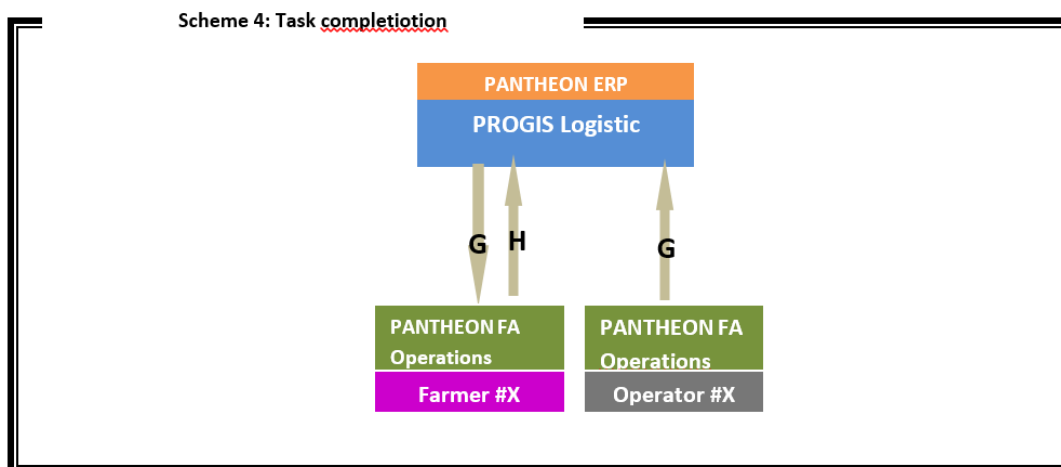 Scheme 4: Task completiotion
PANTHEON ERP
PROGIS Logistic
G
H
G
PANTHEON FA
Operations
Farmer #X
PANTHEON FA
Operations
Operator #X